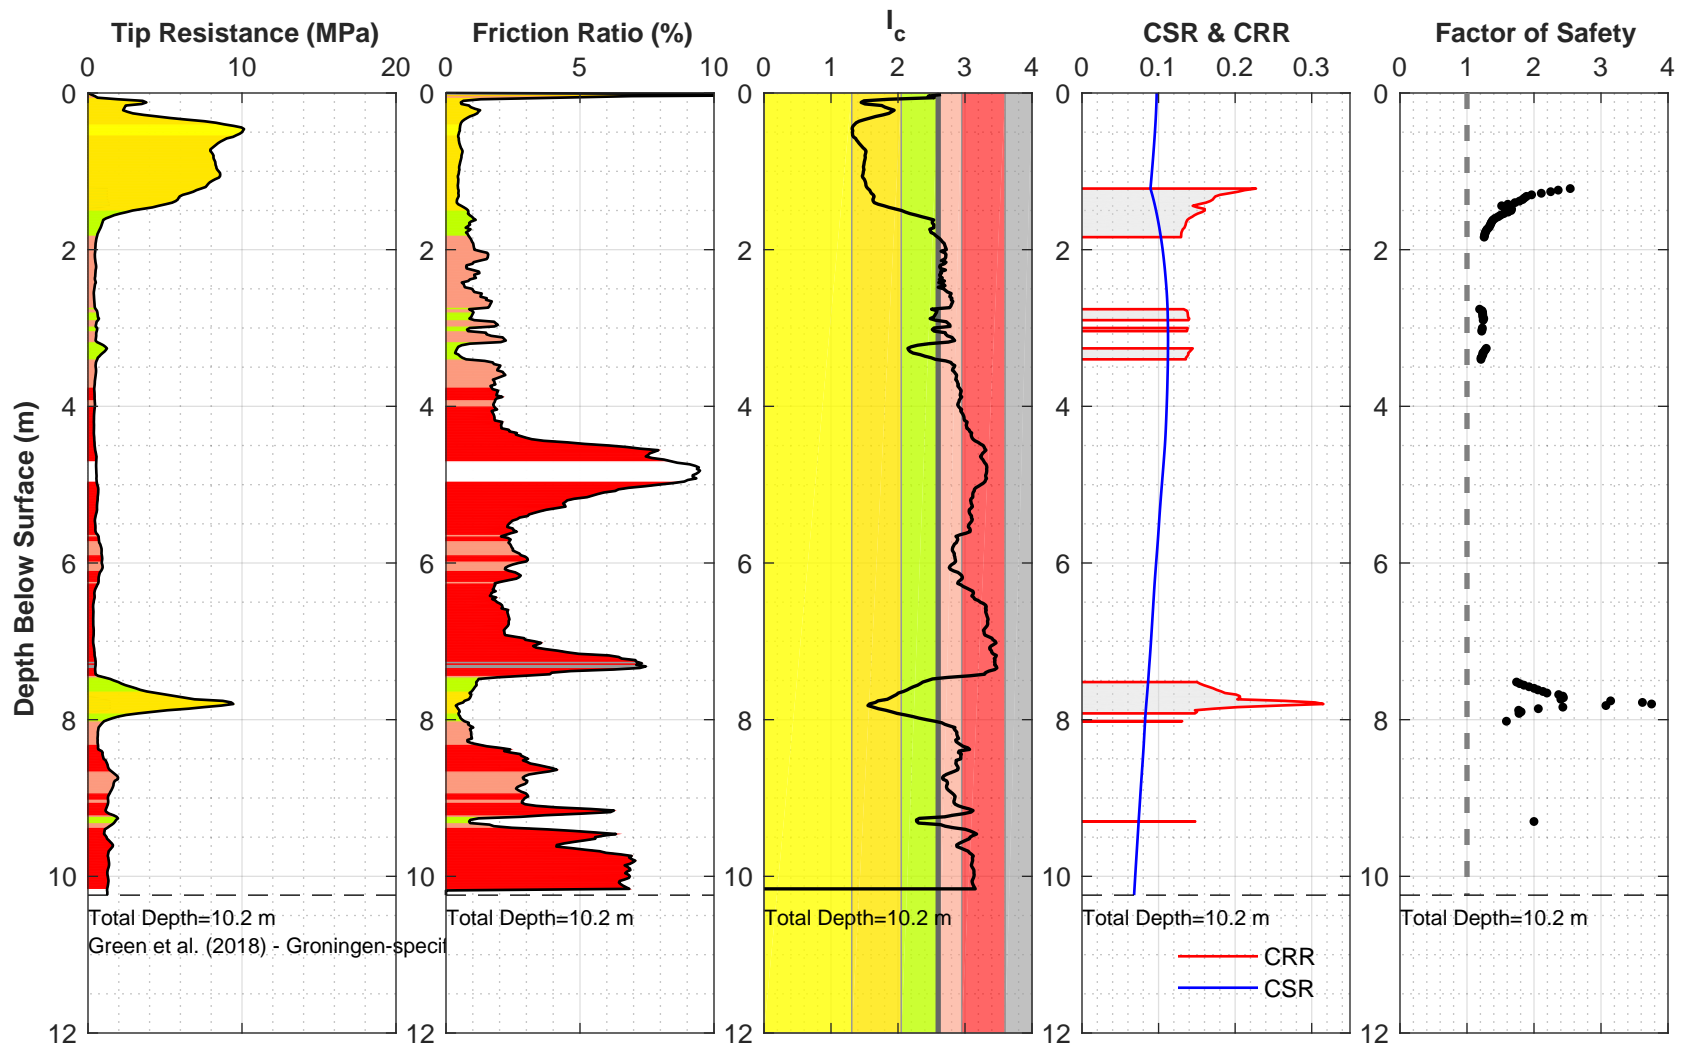 Tip Resistance (MPa)
Friction Ratio (%)
Ic
CSR & CRR
Factor of Safety
0 10 20
0 5 10
0 1 2 3 4
0 0.1 0.2 0.3
0 1 2 3 4
0 0 0 0 0
2 2 2 2 2
4 4 4 4 4
6 6 6 6 6
8 8 8 8 8
10 10 10 10 10
12 12 12 12 12
Depth Below Surface (m)
Total Depth=10.2 m
Green et al. (2018) - Groningen-specif
Total Depth=10.2 m
Total Depth=10.2 m
Total Depth=10.2 m
Total Depth=10.2 m
CRR
CSR